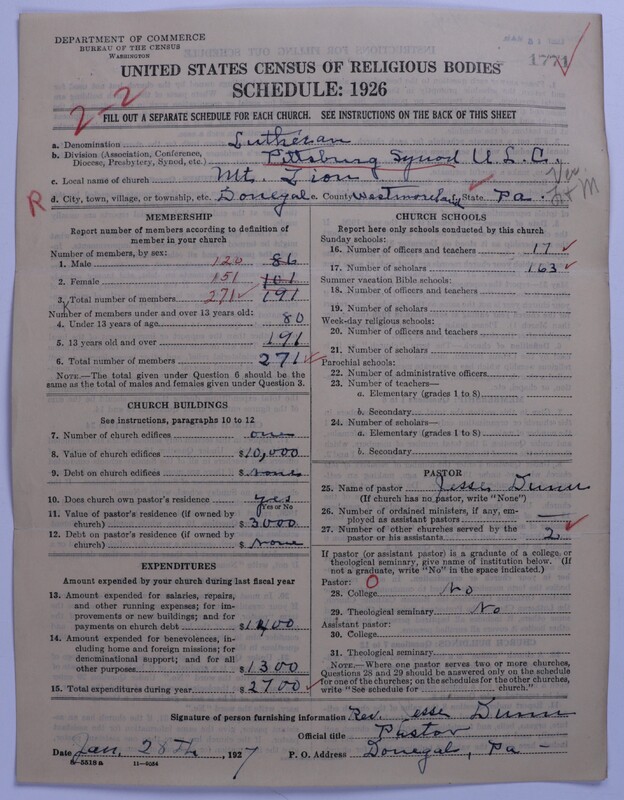 DEPARTMENT OF COMMERCE
BUREAU OF THE CENSUS
WASHINGTON
1771
UNITED STATES CENSUS OF RELIGIOUS BODIES
SCHEDULE: 1926
2-2
FILL OUT A SEPARATE SCHEDULE FOR EACH CHURCH. SEE INSTRUCTIONS ON THE BACK OF THIS SHEET
a. Denomination Lutheran
b. Division (Association, Conference, Diocese, Presbytery, Synod, etc.) Pittsburg Synod U.L.C.
c. Local name of church Mt. Zion
R d. City, town, village, or township, etc. Donegal e. County Westmoreland f. State Pa.
MEMBERSHIP
Report number of members according to definition of
member in your church
Number of members, by sex:
1. Male 120 86
2. Female 151 101
3. Total number of members 271 191
Number of members under and over 13 years old:
4. Under 13 years of age 80
5. 13 years old and over 191
6. Total number of members 271
NOTE.—The total given under Question 6 should be
same as the total of males and females given under Question 3.
CHURCH BUILDINGS
See instructions, paragraphs 10 to 12
7. Number of church edifices one
8. Value of church edifices $10,000
9. Debt on church edifices $None
10. Does church own pastor's residence yes
Yes or No
11. Value of pastor's residence (if owned by
church) $3000
12. Debt on pastor's residence (if owned by
church) $None
EXPENDITURES
Amount expended by your church during last fiscal year
13. Amount expended for salaries, repairs,
and other running expenses; for im-
provements or new buildings; and for
payments on church debt $1400
14. Amount expended for benevolences, in-
cluding home and foreign missions; for
denominational support; and for all
other purposes $1300
15. Total expenditures during year $2700
CHURCH SCHOOLS
Report here only schools conducted by this church
Sunday schools:
16. Number of officers and teachers 17
17. Number of scholars 163
Summer vacation Bible schools:
18. Number of officers and teachers
19. Number of scholars
Week-day religious schools:
20. Number of officers and teachers
21. Number of scholars
Parochial schools:
22. Number of administrative officers
23. Number of teachers—
a. Elementary (grades 1 to 8)
b. Secondary
24. Number of scholars—
a. Elementary (grades 1 to 8)
b. Secondary
PASTOR
25. Name of pastor Jesse Dunn
(If church has no pastor, write "None")
26. Number of ordained ministers, if any, em-
ployed as assistant pastors —
27. Number of other churches served by the
pastor or his assistants 2
If pastor (or assistant pastor) is a graduate of a college or
theological seminary, give name of institution below. (If
not a graduate, write "No" in the space indicated.)
Pastor: O
28. College No
29. Theological seminary No
Assistant pastor:
30. College
31. Theological seminary
NOTE.—Where one pastor serves two or more churches,
Questions 28 and 29 should be answered only on the schedule
for one of the churches; on the schedules for the other churches,
write "See schedule for church."
Signature of person furnishing information Rev. Jesse Dunn
Official title Pastor
Date Jan. 28th, 1927 P. O. Address Donegal, Pa -
8-5518 a 11-9034